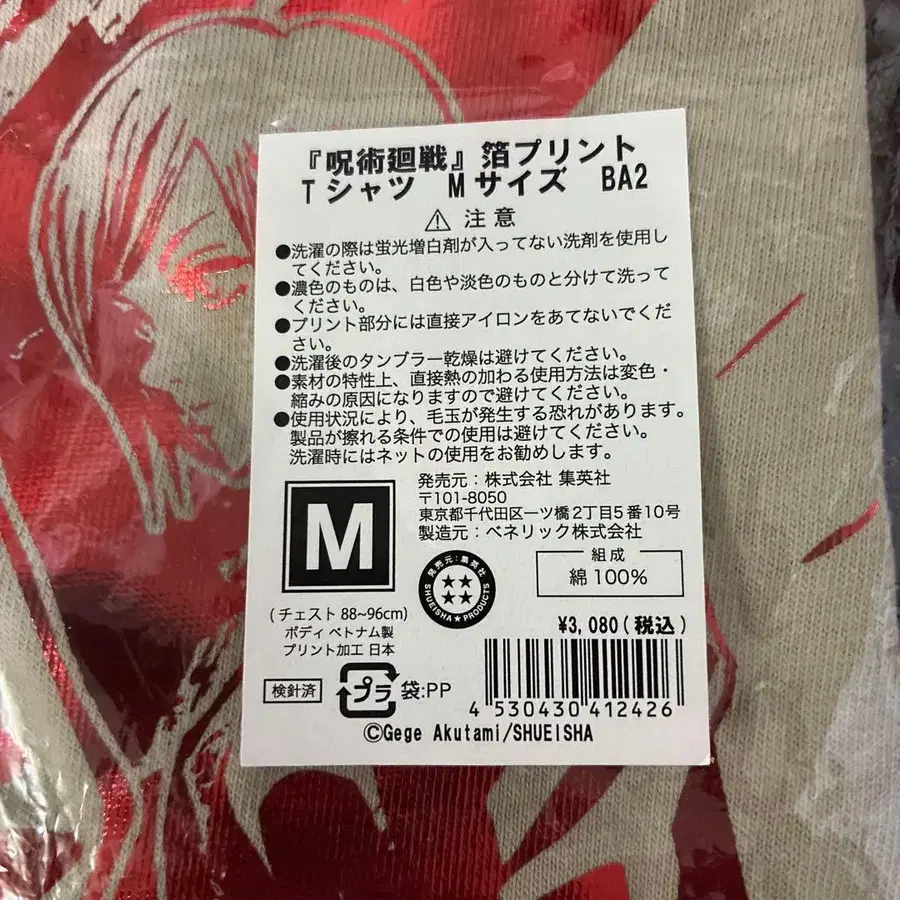 『呪術廻戦』箔プリント
Tシャツ Mサイズ BA2
⚠ 注意
●洗濯の際は蛍光増白剤が入ってない洗剤を使用し
てください。
●濃色のものは、白色や淡色のものと分けて洗って
ください。
●プリント部分には直接アイロンをあてないでくだ
さい。
●洗濯後のタンブラー乾燥は避けてください。
●素材の特性上、直接熱の加わる使用方法は変色・
縮みの原因になりますので避けてください。
●使用状況により、毛玉が発生する恐れがあります。
製品が擦れる条件での使用は避けてください。
洗濯時にはネットの使用をお勧めします。
M
(チェスト 88~96cm)
ボディ ベトナム製
プリント加工 日本
発売元:株式会社 集英社
〒101-8050
東京都千代田区一ツ橋2丁目5番10号
製造元:ベネリック株式会社
発売元:集英社
SHUEISHA★PRODUCTS
組成
綿100%
¥3,080(税込)
検針済
プラ
袋:PP
4 530430 412426
©Gege Akutami/SHUEISHA